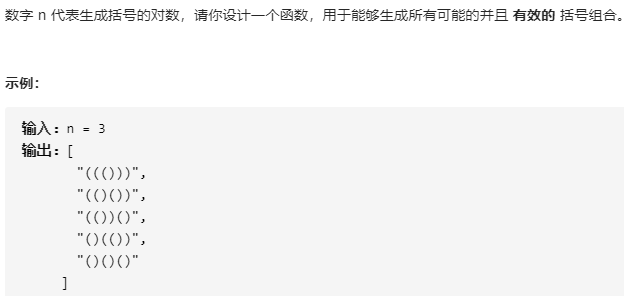 数字 n 代表生成括号的对数，请你设计一个函数，用于能够生成所有可能的并且 有效的 括号组合。
示例：
输入：n = 3
输出：[
"((()))",
"(()())",
"(())()",
"()(())",
"()()()"
]